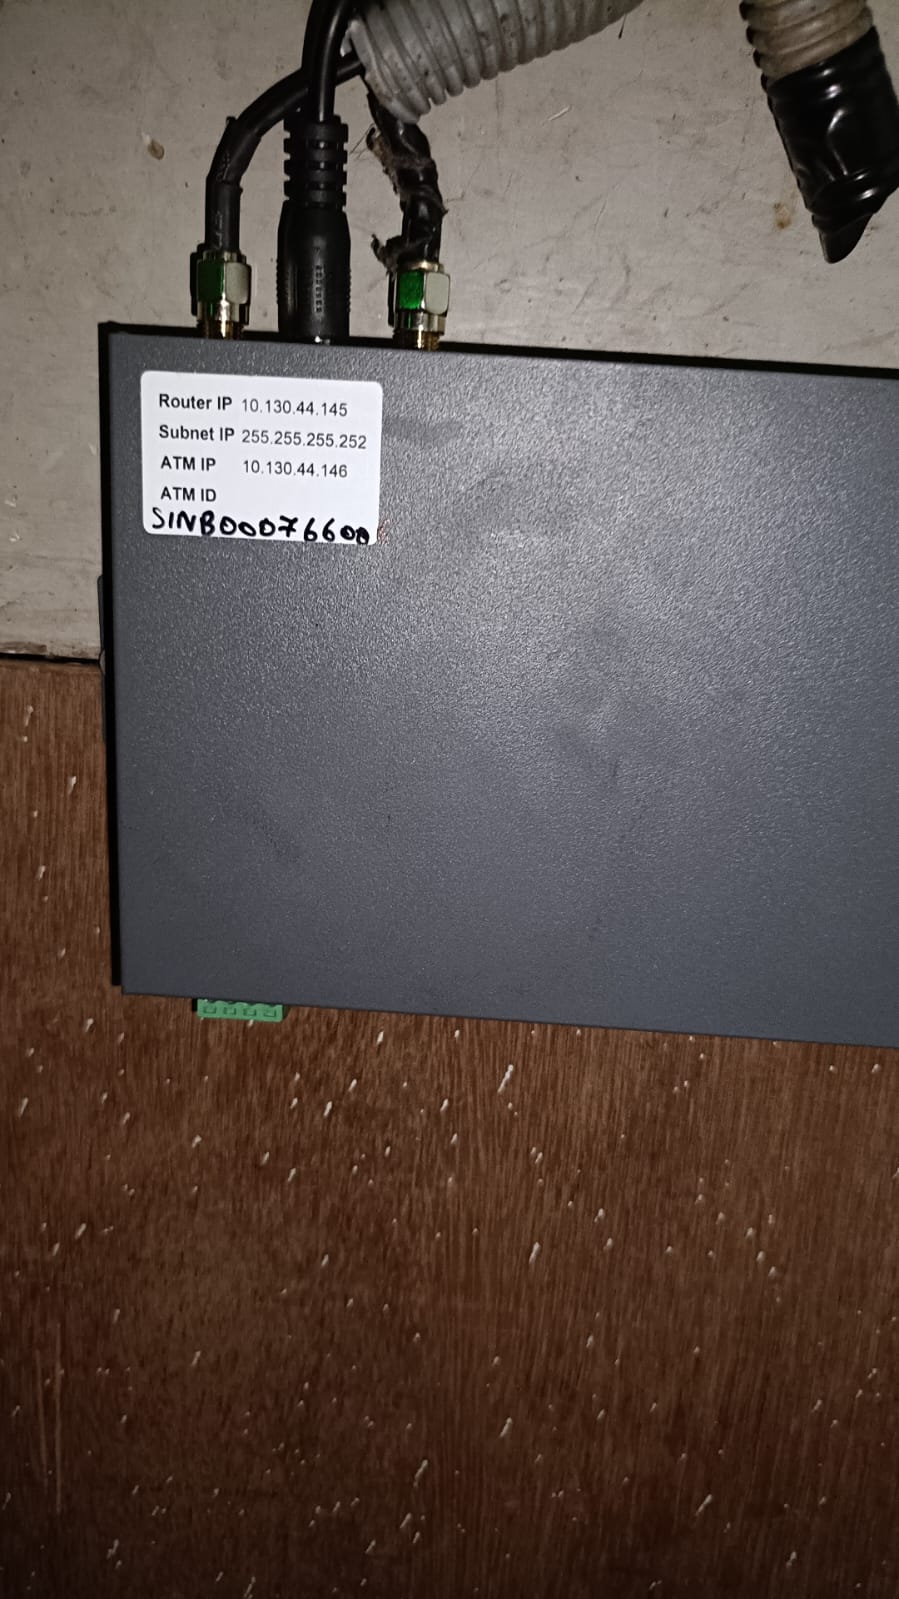 Router IP 10.130.44.145
Subnet IP 255.255.255.252
ATM IP 10.130.44.146
ATM ID
SINB00076600